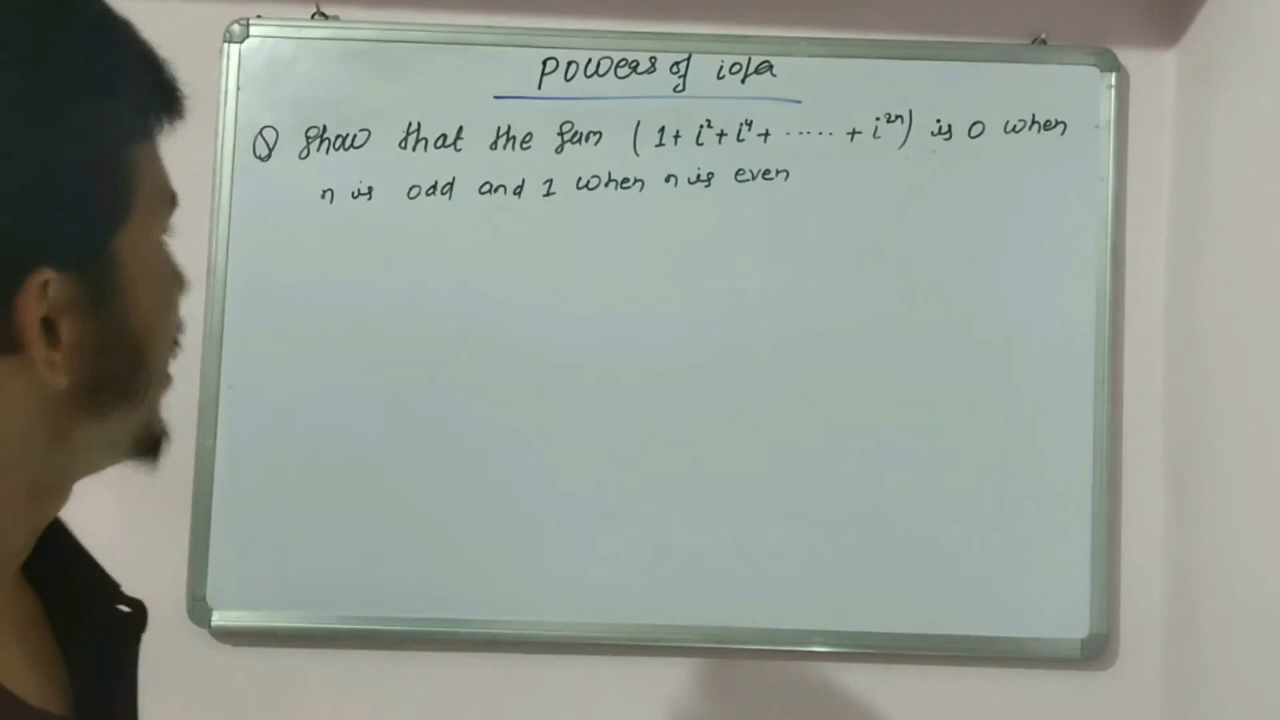 Powers of iota
Q Show that the Sum ( 1 + i² + i⁴ + ..... + i²ⁿ) is 0 when
n is odd and 1 when n is even